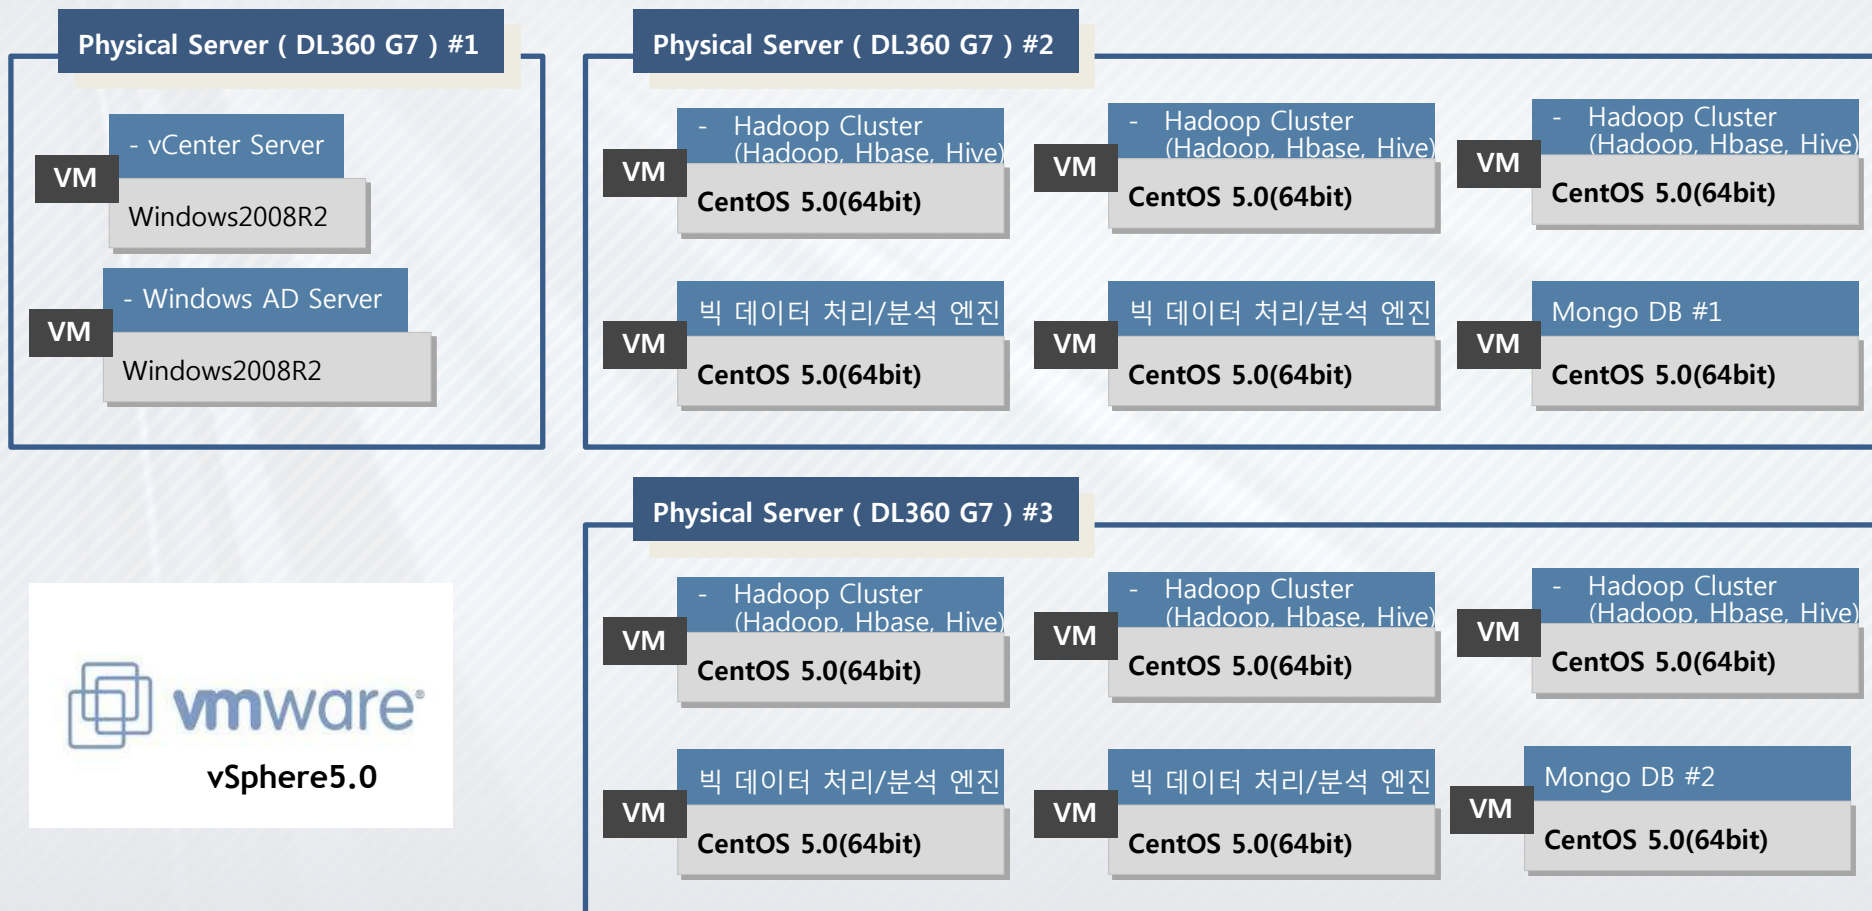 Physical Server ( DL360 G7 ) #1
VM
- vCenter Server
Windows2008R2
VM
- Windows AD Server
Windows2008R2
Physical Server ( DL360 G7 ) #2
VM
- Hadoop Cluster
(Hadoop, Hbase, Hive)
CentOS 5.0(64bit)
VM
- Hadoop Cluster
(Hadoop, Hbase, Hive)
CentOS 5.0(64bit)
VM
- Hadoop Cluster
(Hadoop, Hbase, Hive)
CentOS 5.0(64bit)
VM
빅 데이터 처리/분석 엔진
CentOS 5.0(64bit)
VM
빅 데이터 처리/분석 엔진
CentOS 5.0(64bit)
VM
Mongo DB #1
CentOS 5.0(64bit)
Physical Server ( DL360 G7 ) #3
VM
- Hadoop Cluster
(Hadoop, Hbase, Hive)
CentOS 5.0(64bit)
VM
- Hadoop Cluster
(Hadoop, Hbase, Hive)
CentOS 5.0(64bit)
VM
- Hadoop Cluster
(Hadoop, Hbase, Hive)
CentOS 5.0(64bit)
VM
빅 데이터 처리/분석 엔진
CentOS 5.0(64bit)
VM
빅 데이터 처리/분석 엔진
CentOS 5.0(64bit)
VM
Mongo DB #2
CentOS 5.0(64bit)
vmware®
vSphere5.0